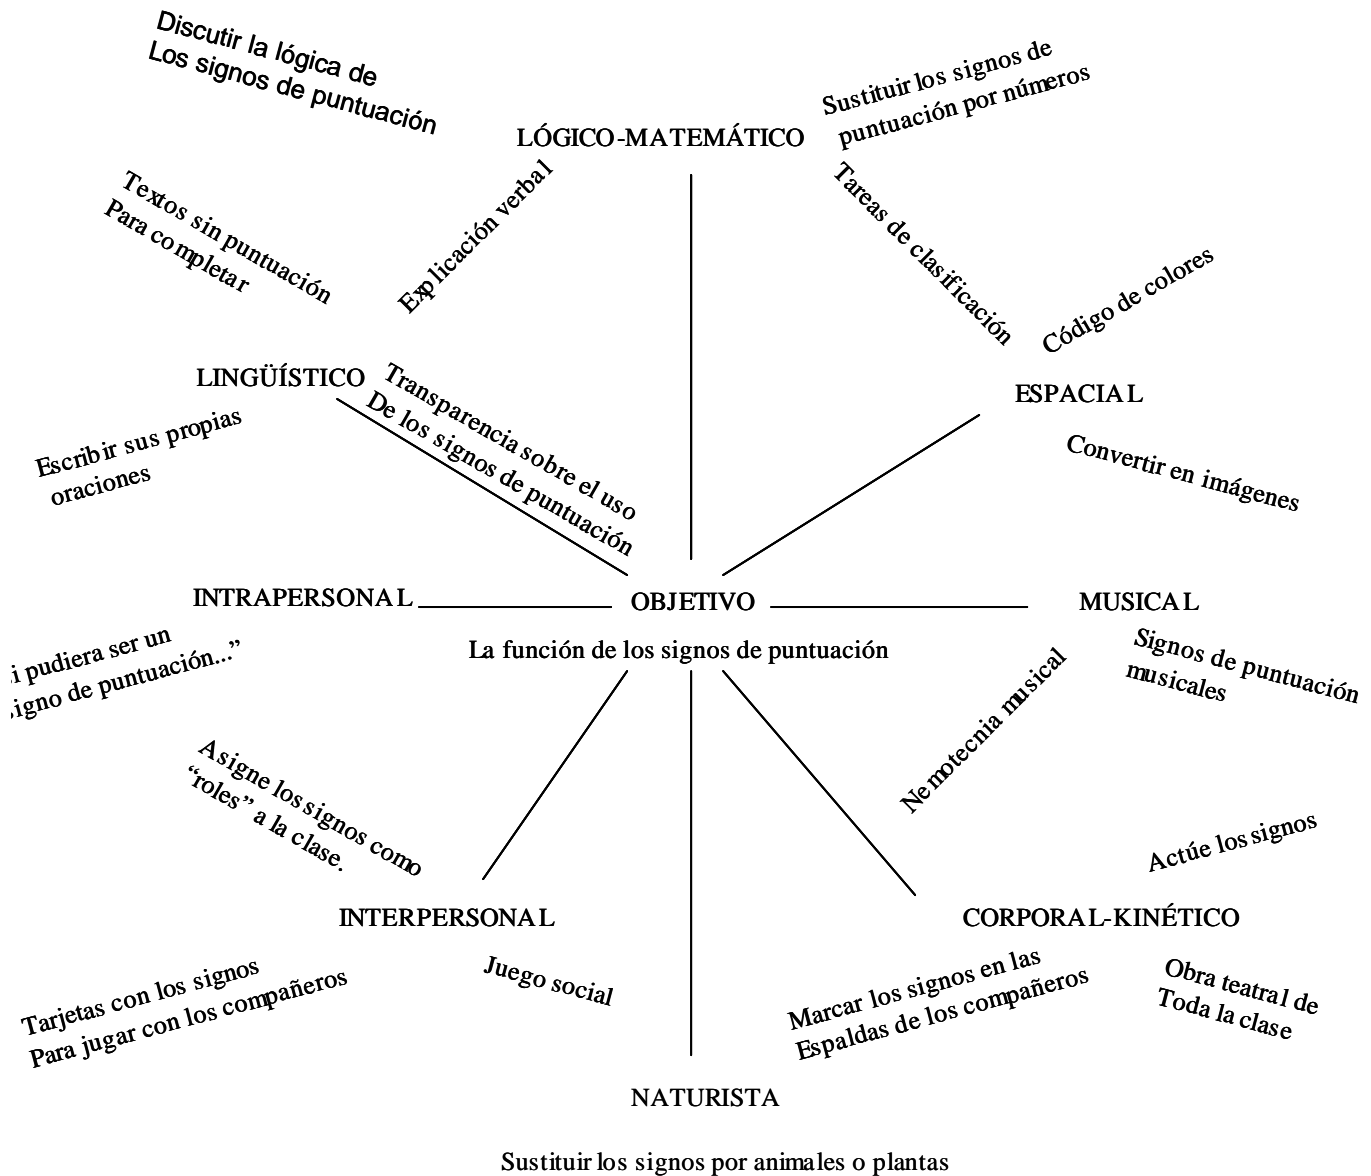 Discutir la lógica de
Los signos de puntuación
Sustituir los signos de
puntuación por números
LÓGICO-MATEMÁTICO
Explicación verbal
Tareas de clasificación
Textos sin puntuación
Para completar
Código de colores
LINGÜÍSTICO
Transparencia sobre el uso
De los signos de puntuación
ESPACIAL
Escribir sus propias
oraciones
Convertir en imágenes
INTRAPERSONAL
OBJETIVO
MUSICAL
La función de los signos de puntuación
i pudiera ser un
igno de puntuación...”
Signos de puntuación
musicales
Nemotecnia musical
Asigne los signos como
“roles” a la clase.
Actúe los signos
INTERPERSONAL
CORPORAL-KINÉTICO
Tarjetas con los signos
Para jugar con los compañeros
Juego social
Marcar los signos en las
Espaldas de los compañeros
Obra teatral de
Toda la clase
NATURISTA
Sustituir los signos por animales o plantas